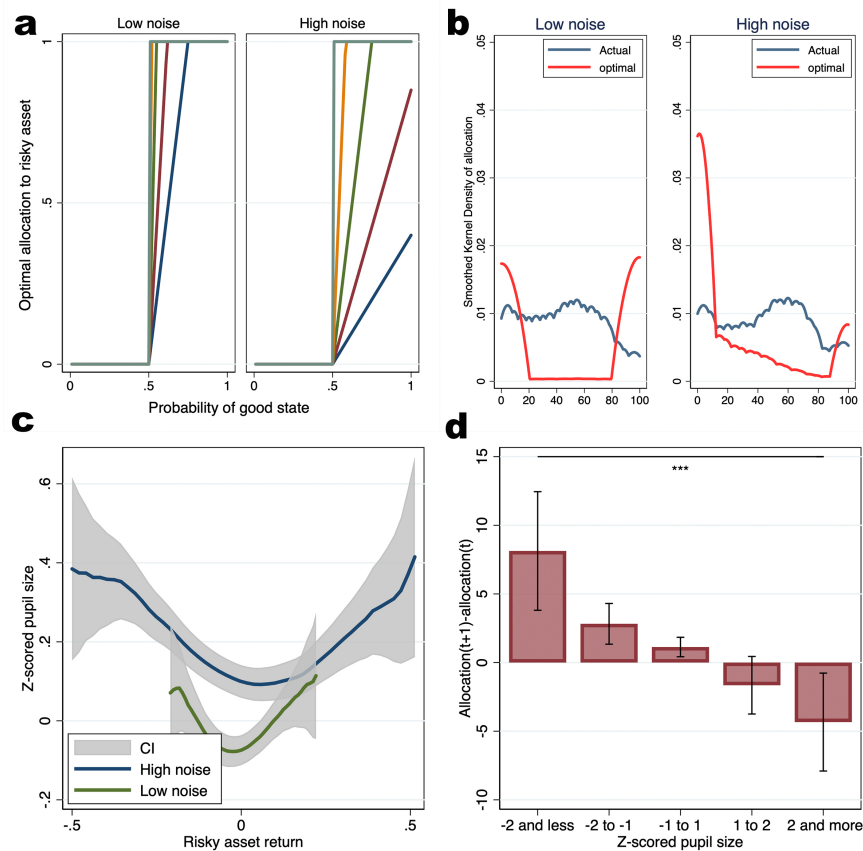 a
Low noise
High noise
Optimal allocation to risky asset
1
.5
0
0
.5
1
0
.5
1
Probability of good state
b
Low noise
High noise
Actual
optimal
Actual
optimal
Smoothed Kernel Density of allocation
.05
.04
.03
.02
.01
0
.05
.04
.03
.02
.01
0
0 20 40 60 80 100
0 20 40 60 80 100
c
Z-scored pupil size
.6
.4
.2
0
-.2
CI
High noise
Low noise
-.5
0
.5
Risky asset return
d
Allocation(t+1)-allocation(t)
15
10
5
0
-5
-10
***
-2 and less
-2 to -1
-1 to 1
1 to 2
2 and more
Z-scored pupil size